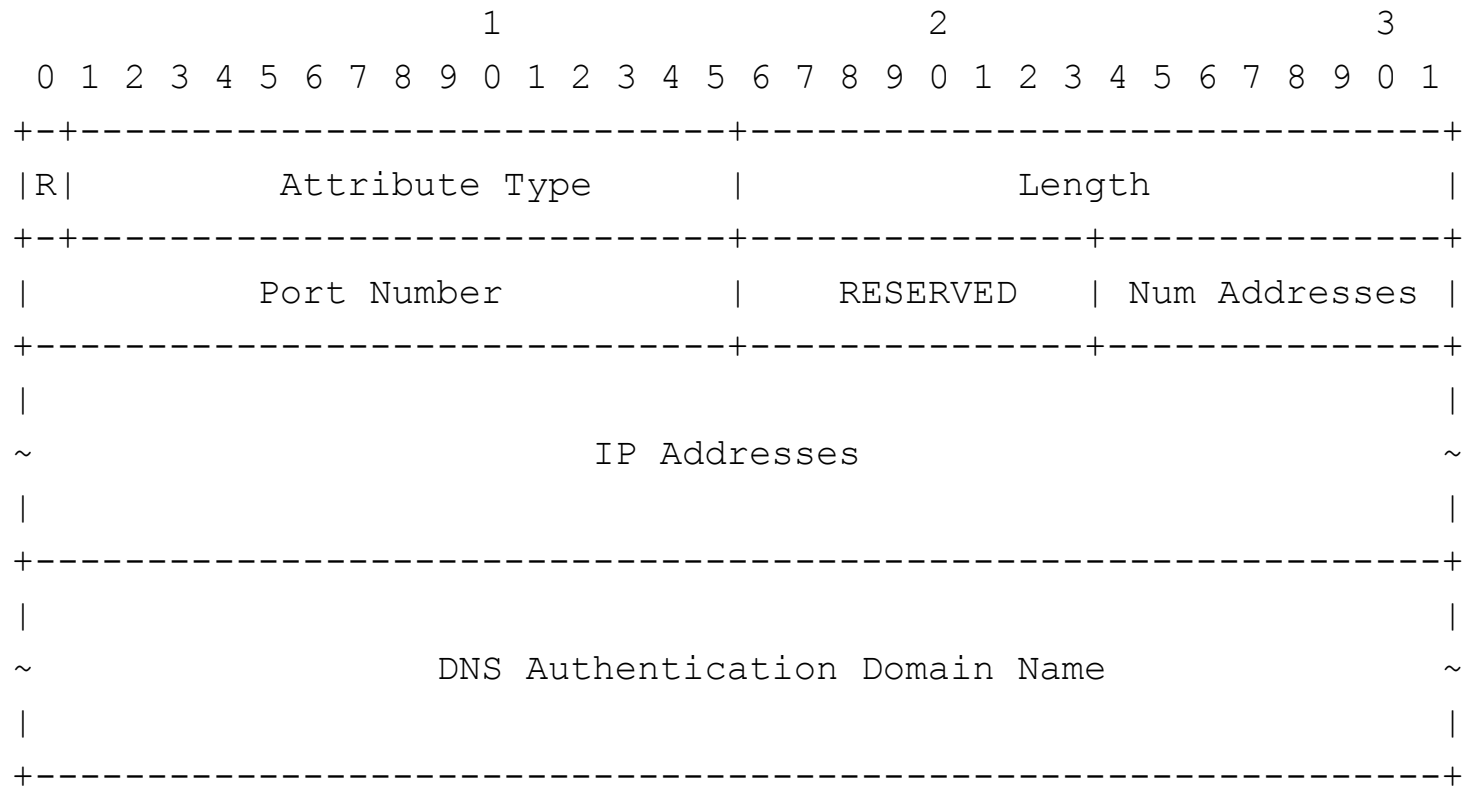 1                   2                   3
 0 1 2 3 4 5 6 7 8 9 0 1 2 3 4 5 6 7 8 9 0 1 2 3 4 5 6 7 8 9 0 1
+-+-----------------------------+-------------------------------+
|R|         Attribute Type      |            Length             |
+-+-----------------------------+---------------+---------------+
|          Port Number          |    RESERVED   | Num Addresses |
+-------------------------------+---------------+---------------+
|                                                               |
~                         IP Addresses                          ~
|                                                               |
+---------------------------------------------------------------+
|                                                               |
~                  DNS Authentication Domain Name               ~
|                                                               |
+---------------------------------------------------------------+